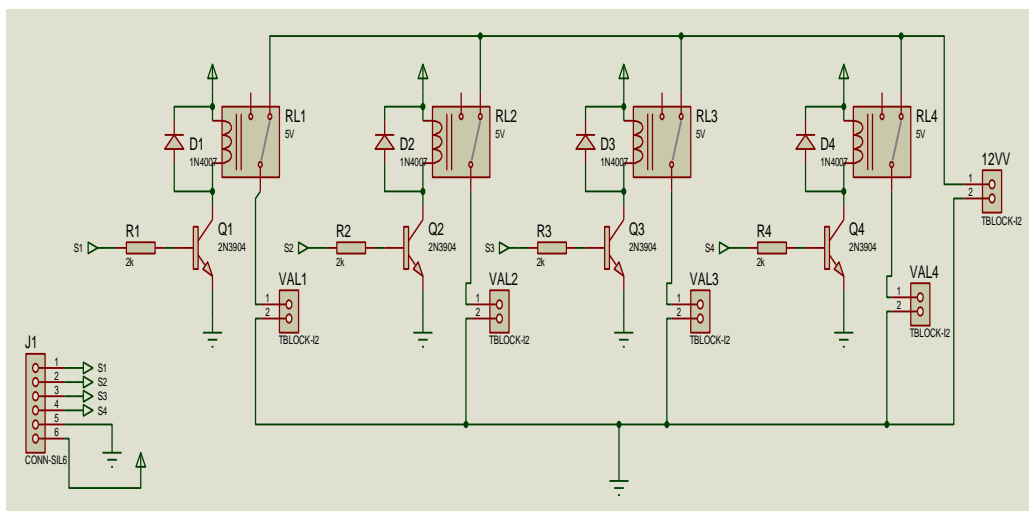 RL1
5V
D1
1N4007
RL2
5V
D2
1N4007
RL3
5V
D3
1N4007
RL4
5V
D4
1N4007
12VV
1
2
TBLOCK-I2
S1
R1
2k
Q1
2N3904
S2
R2
2k
Q2
2N3904
S3
R3
2k
Q3
2N3904
S4
R4
2k
Q4
2N3904
VAL1
1
2
TBLOCK-I2
VAL2
1
2
TBLOCK-I2
VAL3
1
2
TBLOCK-I2
VAL4
1
2
TBLOCK-I2
J1
1 S1
2 S2
3 S3
4 S4
5
6
CONN-SIL6